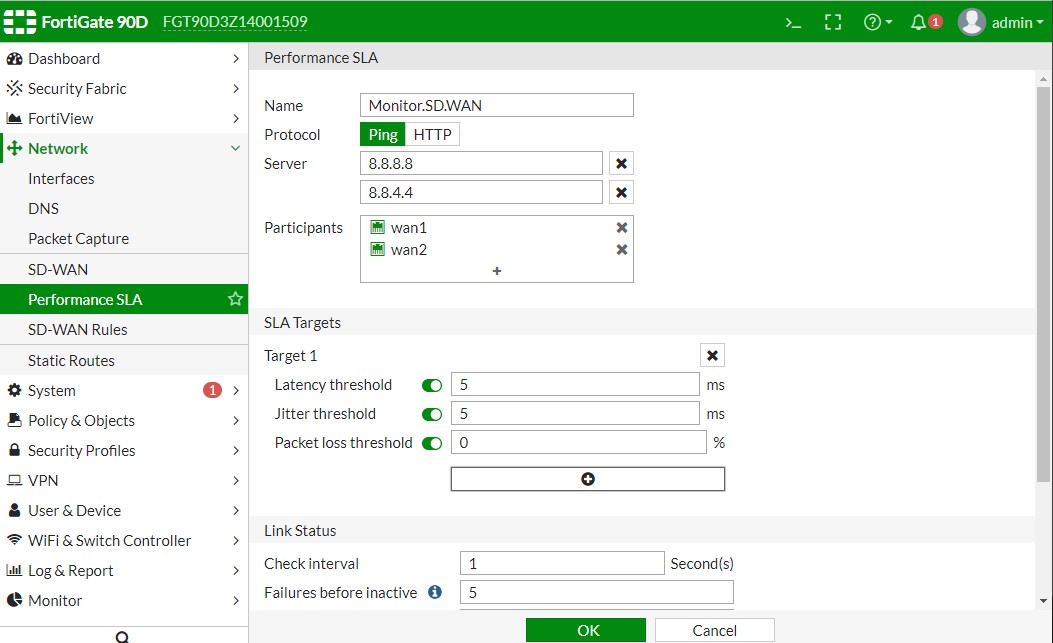 FortiGate 90D FGT90D3Z14001509
>_ 1 admin
Dashboard
Security Fabric
FortiView
Network
Interfaces
DNS
Packet Capture
SD-WAN
Performance SLA
SD-WAN Rules
Static Routes
System 1
Policy & Objects
Security Profiles
VPN
User & Device
WiFi & Switch Controller
Log & Report
Monitor
Performance SLA
Name Monitor.SD.WAN
Protocol Ping HTTP
Server 8.8.8.8
8.8.4.4
Participants wan1
wan2
SLA Targets
Target 1
Latency threshold 5 ms
Jitter threshold 5 ms
Packet loss threshold 0 %
Link Status
Check interval 1 Second(s)
Failures before inactive 5
OK Cancel